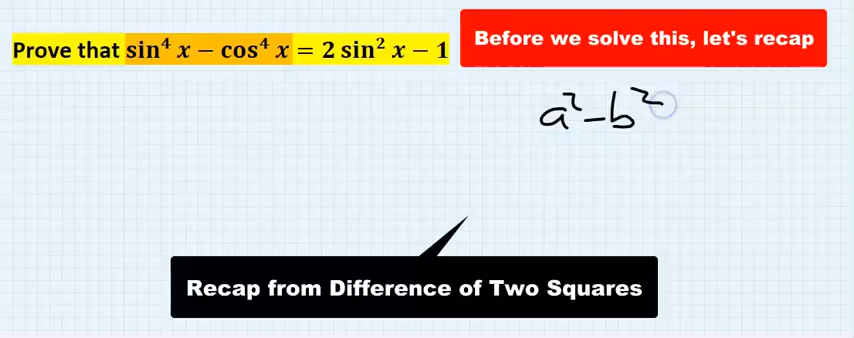 Prove that sin⁴ x − cos⁴ x = 2 sin² x − 1
Before we solve this, let's recap
a² − b²
Recap from Difference of Two Squares